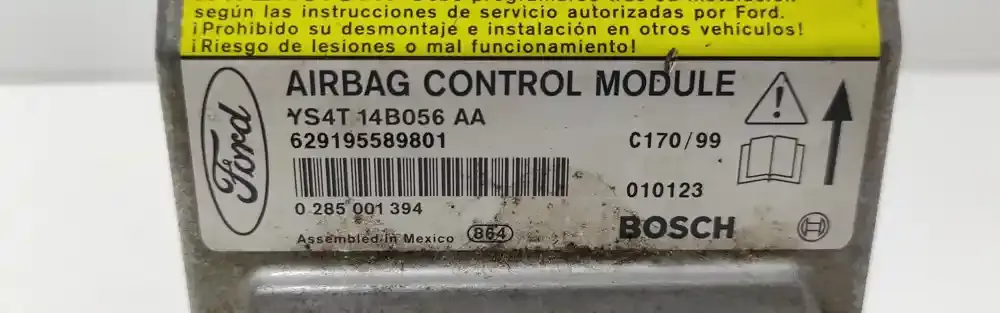 según las instrucciones de servicio autorizadas por Ford.
¡Prohibido su desmontaje e instalación en otros vehículos!
¡Riesgo de lesiones o mal funcionamiento!
Ford
AIRBAG CONTROL MODULE
YS4T 14B056 AA
629195589801
C170/99
010123
0 285 001 394
Assembled in Mexico
864
BOSCH